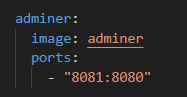 adminer:
  image: adminer
  ports:
    - "8081:8080"